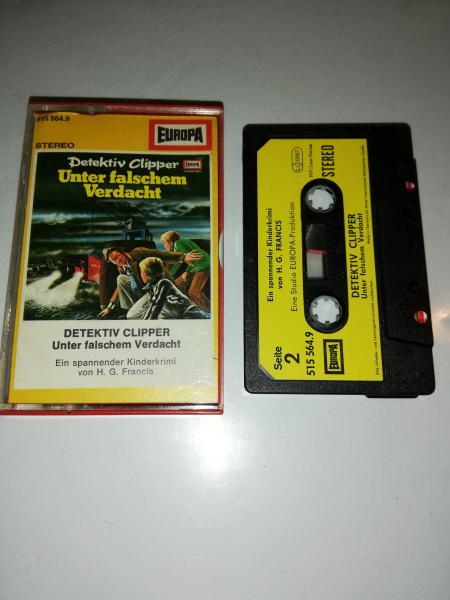 515 564.9
EUROPA
STEREO
Detektiv Clipper
EUROPA
Unter falschem
Verdacht
DETEKTIV CLIPPER
Unter falschem Verdacht
Ein spannender Kinderkrimi
von H. G. Francis
Seite
2
515 564.9
EUROPA
Ein spannender Kinderkrimi
von H. G. FRANCIS
Eine Studio EUROPA-Produktion
DETEKTIV CLIPPER
Unter falschem Verdacht
STEREO